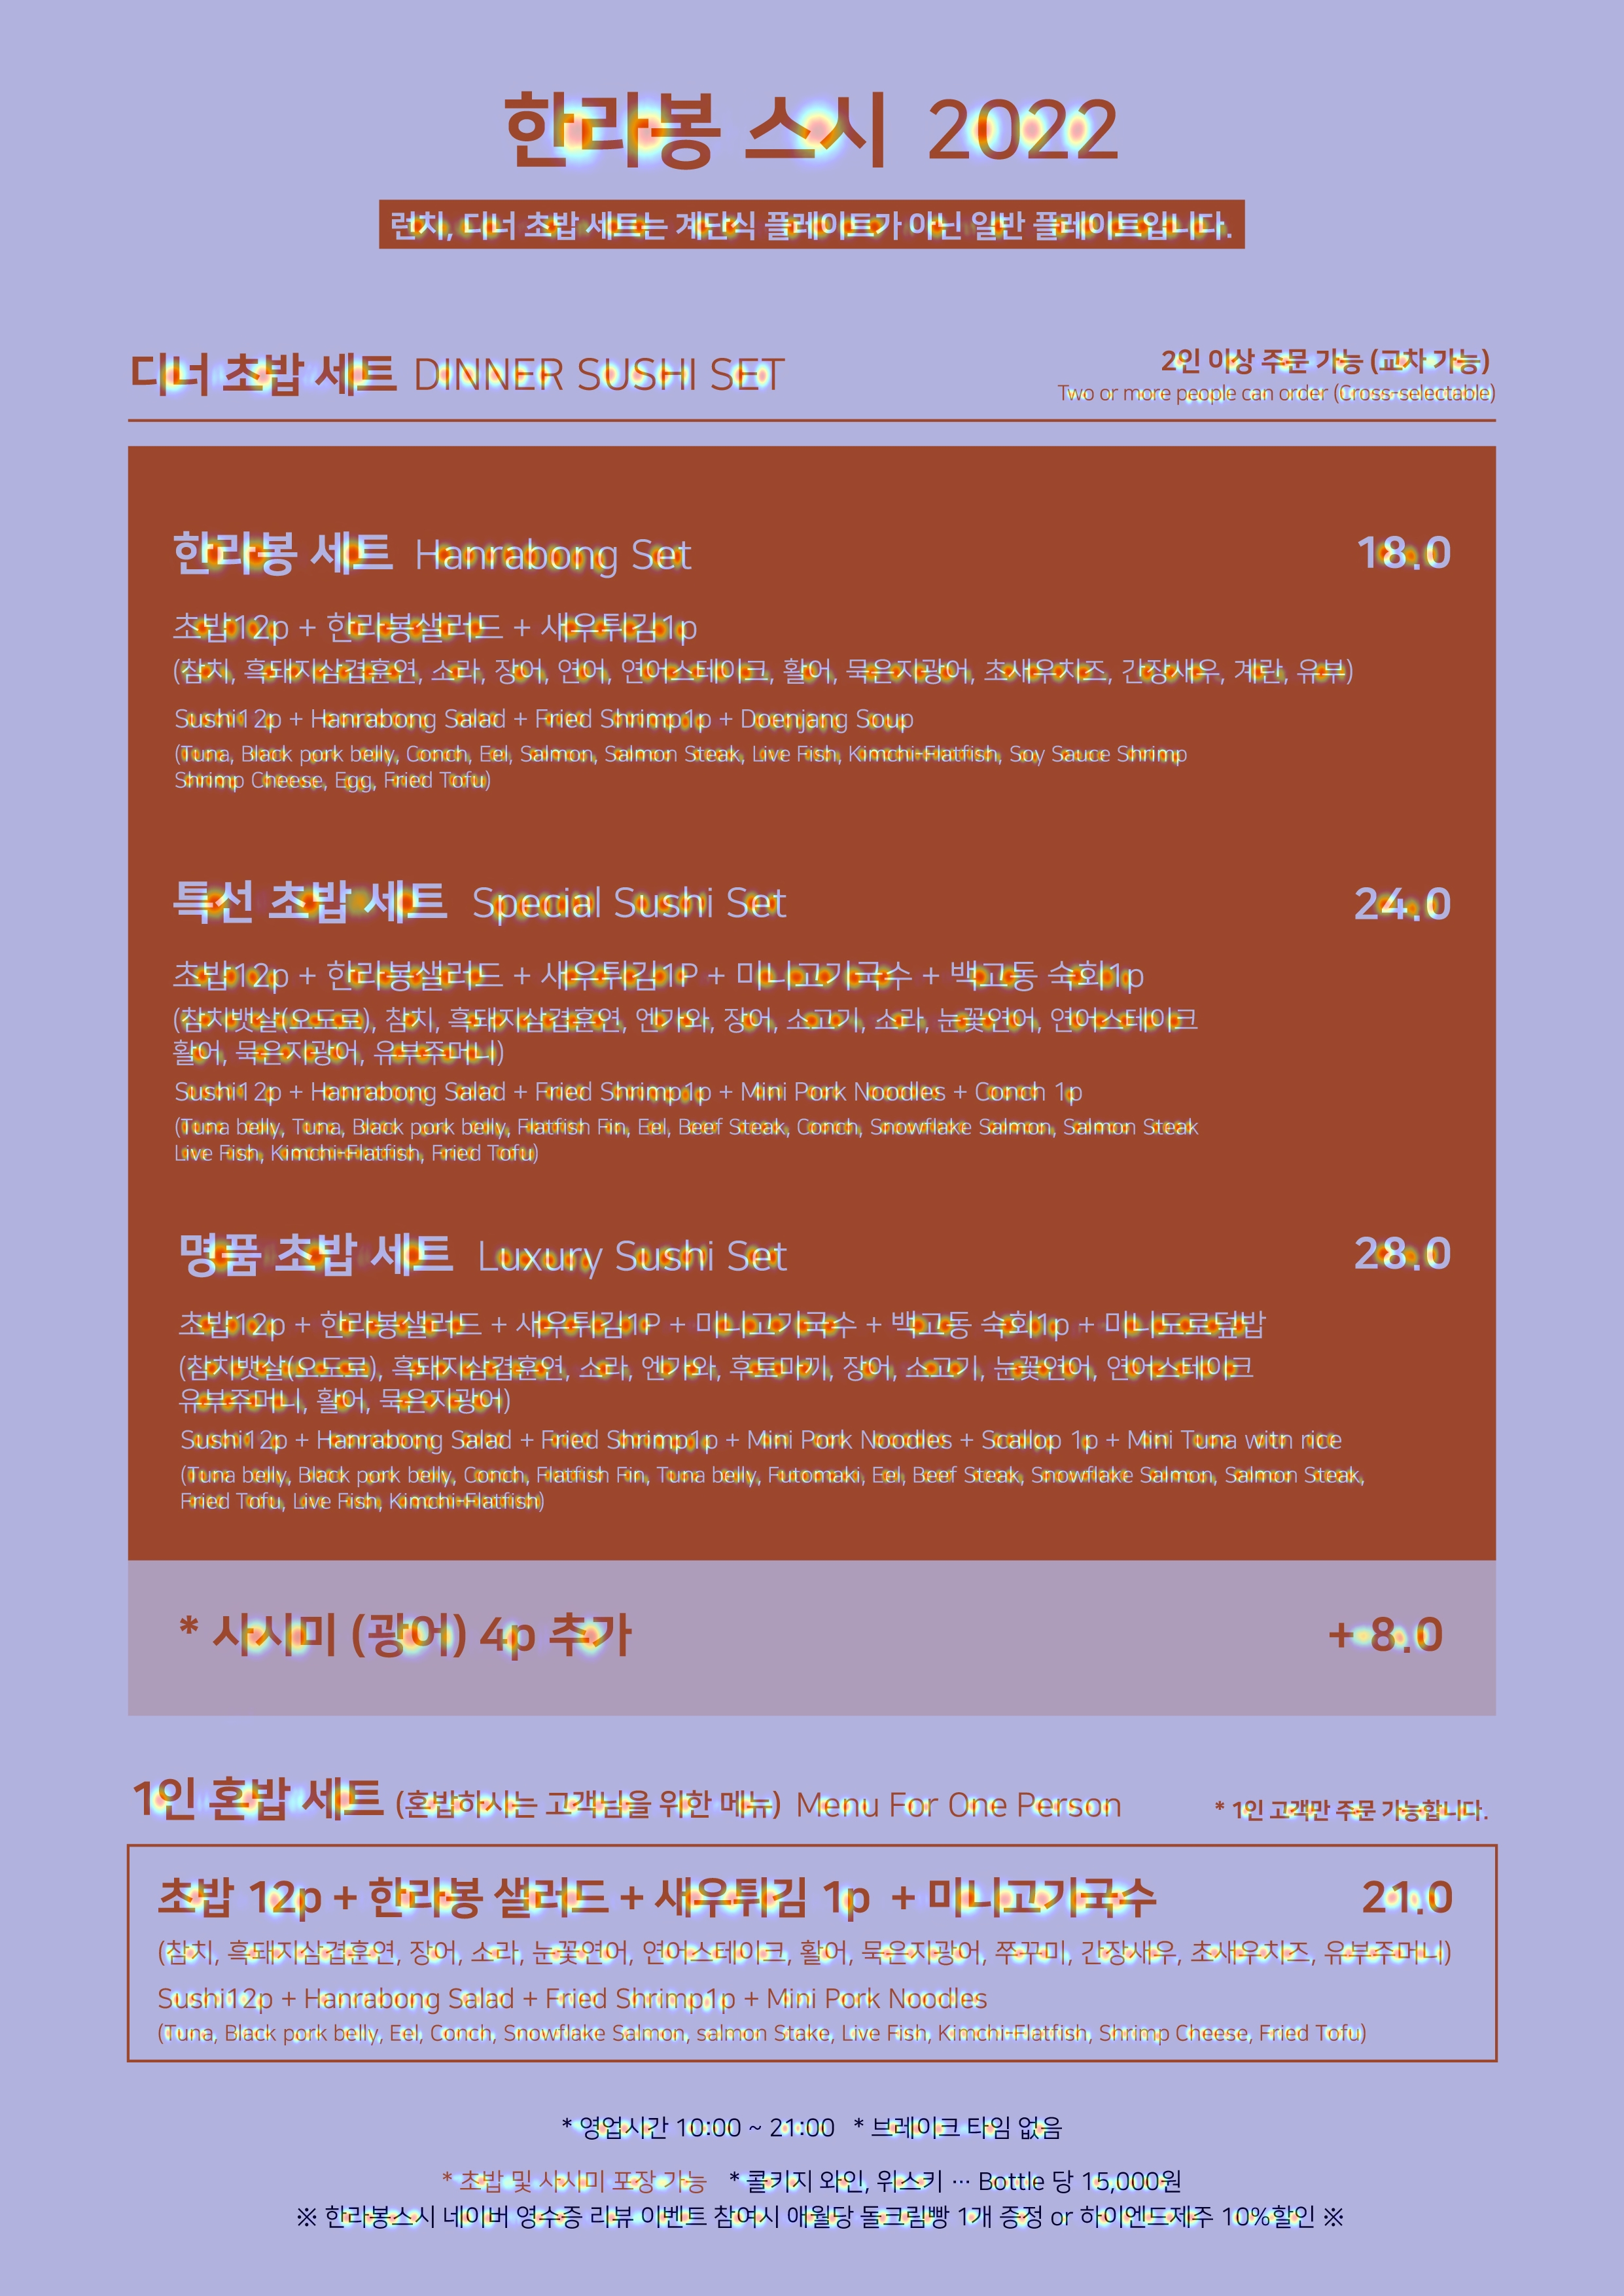 한라봉 스시 2022
런치, 디너 초밥 세트는 계단식 플레이트가 아닌 일반 플레이트입니다.
디너 초밥 세트 DINNER SUSHI SET
2인 이상 주문 가능 (교차 가능)
Two or more people can order (Cross-selectable)
한라봉 세트 Hanrabong Set 18.0
초밥12p + 한라봉샐러드 + 새우튀김1p
(참치, 흑돼지삼겹훈연, 소라, 장어, 연어, 연어스테이크, 활어, 묵은지광어, 초새우치즈, 간장새우, 계란, 유부)
Sushi12p + Hanrabong Salad + Fried Shrimp1p + Doenjang Soup
(Tuna, Black pork belly, Conch, Eel, Salmon, Salmon Steak, Live Fish, Kimchi-Flatfish, Soy Sauce Shrimp
Shrimp Cheese, Egg, Fried Tofu)
특선 초밥 세트 Special Sushi Set 24.0
초밥12p + 한라봉샐러드 + 새우튀김1P + 미니고기국수 + 백고동 숙회1p
(참치뱃살(오도로), 참치, 흑돼지삼겹훈연, 엔가와, 장어, 소고기, 소라, 눈꽃연어, 연어스테이크
활어, 묵은지광어, 유부주머니)
Sushi12p + Hanrabong Salad + Fried Shrimp1p + Mini Pork Noodles + Conch 1p
(Tuna belly, Tuna, Black pork belly, Flatfish Fin, Eel, Beef Steak, Conch, Snowflake Salmon, Salmon Steak
Live Fish, Kimchi-Flatfish, Fried Tofu)
명품 초밥 세트 Luxury Sushi Set 28.0
초밥12p + 한라봉샐러드 + 새우튀김1P + 미니고기국수 + 백고동 숙회1p + 미니도로덮밥
(참치뱃살(오도로), 흑돼지삼겹훈연, 소라, 엔가와, 후토마끼, 장어, 소고기, 눈꽃연어, 연어스테이크
유부주머니, 활어, 묵은지광어)
Sushi12p + Hanrabong Salad + Fried Shrimp1p + Mini Pork Noodles + Scallop 1p + Mini Tuna witn rice
(Tuna belly, Black pork belly, Conch, Flatfish Fin, Tuna belly, Futomaki, Eel, Beef Steak, Snowflake Salmon, Salmon Steak,
Fried Tofu, Live Fish, Kimchi-Flatfish)
* 사시미 (광어) 4p 추가 + 8.0
1인 혼밥 세트 (혼밥하시는 고객님을 위한 메뉴) Menu For One Person
* 1인 고객만 주문 가능합니다.
초밥 12p + 한라봉 샐러드 + 새우튀김 1p + 미니고기국수 21.0
(참치, 흑돼지삼겹훈연, 장어, 소라, 눈꽃연어, 연어스테이크, 활어, 묵은지광어, 쭈꾸미, 간장새우, 초새우치즈, 유부주머니)
Sushi12p + Hanrabong Salad + Fried Shrimp1p + Mini Pork Noodles
(Tuna, Black pork belly, Eel, Conch, Snowflake Salmon, salmon Stake, Live Fish, Kimchi-Flatfish, Shrimp Cheese, Fried Tofu)
* 영업시간 10:00 ~ 21:00 * 브레이크 타임 없음
* 초밥 및 사시미 포장 가능 * 콜키지 와인, 위스키 ··· Bottle 당 15,000원
※ 한라봉스시 네이버 영수증 리뷰 이벤트 참여시 애월당 돌크림빵 1개 증정 or 하이엔드제주 10%할인 ※